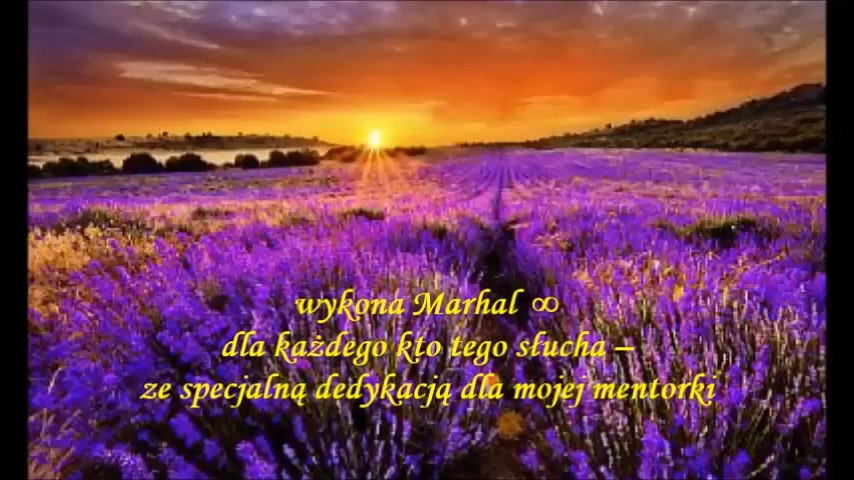 wykona Marhal ∞
dla każdego kto tego słucha –
ze specjalną dedykacją dla mojej mentorki